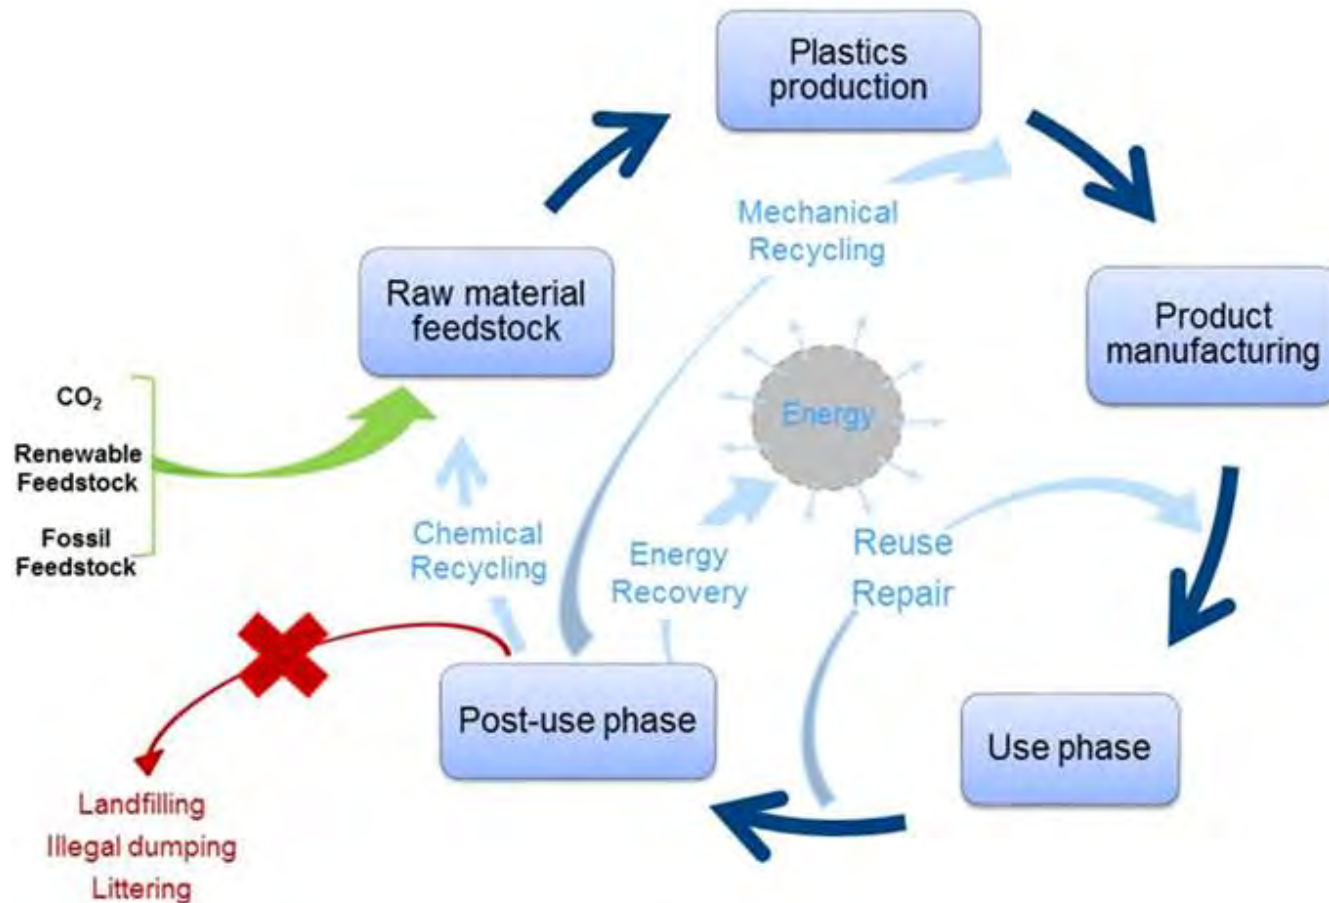 Plastics
production
Mechanical
Recycling
Raw material
feedstock
Product
manufacturing
CO₂
Renewable
Feedstock
Fossil
Feedstock
Energy
Chemical
Recycling
Energy
Recovery
Reuse
Repair
Post-use phase
Use phase
Landfilling
Illegal dumping
Littering